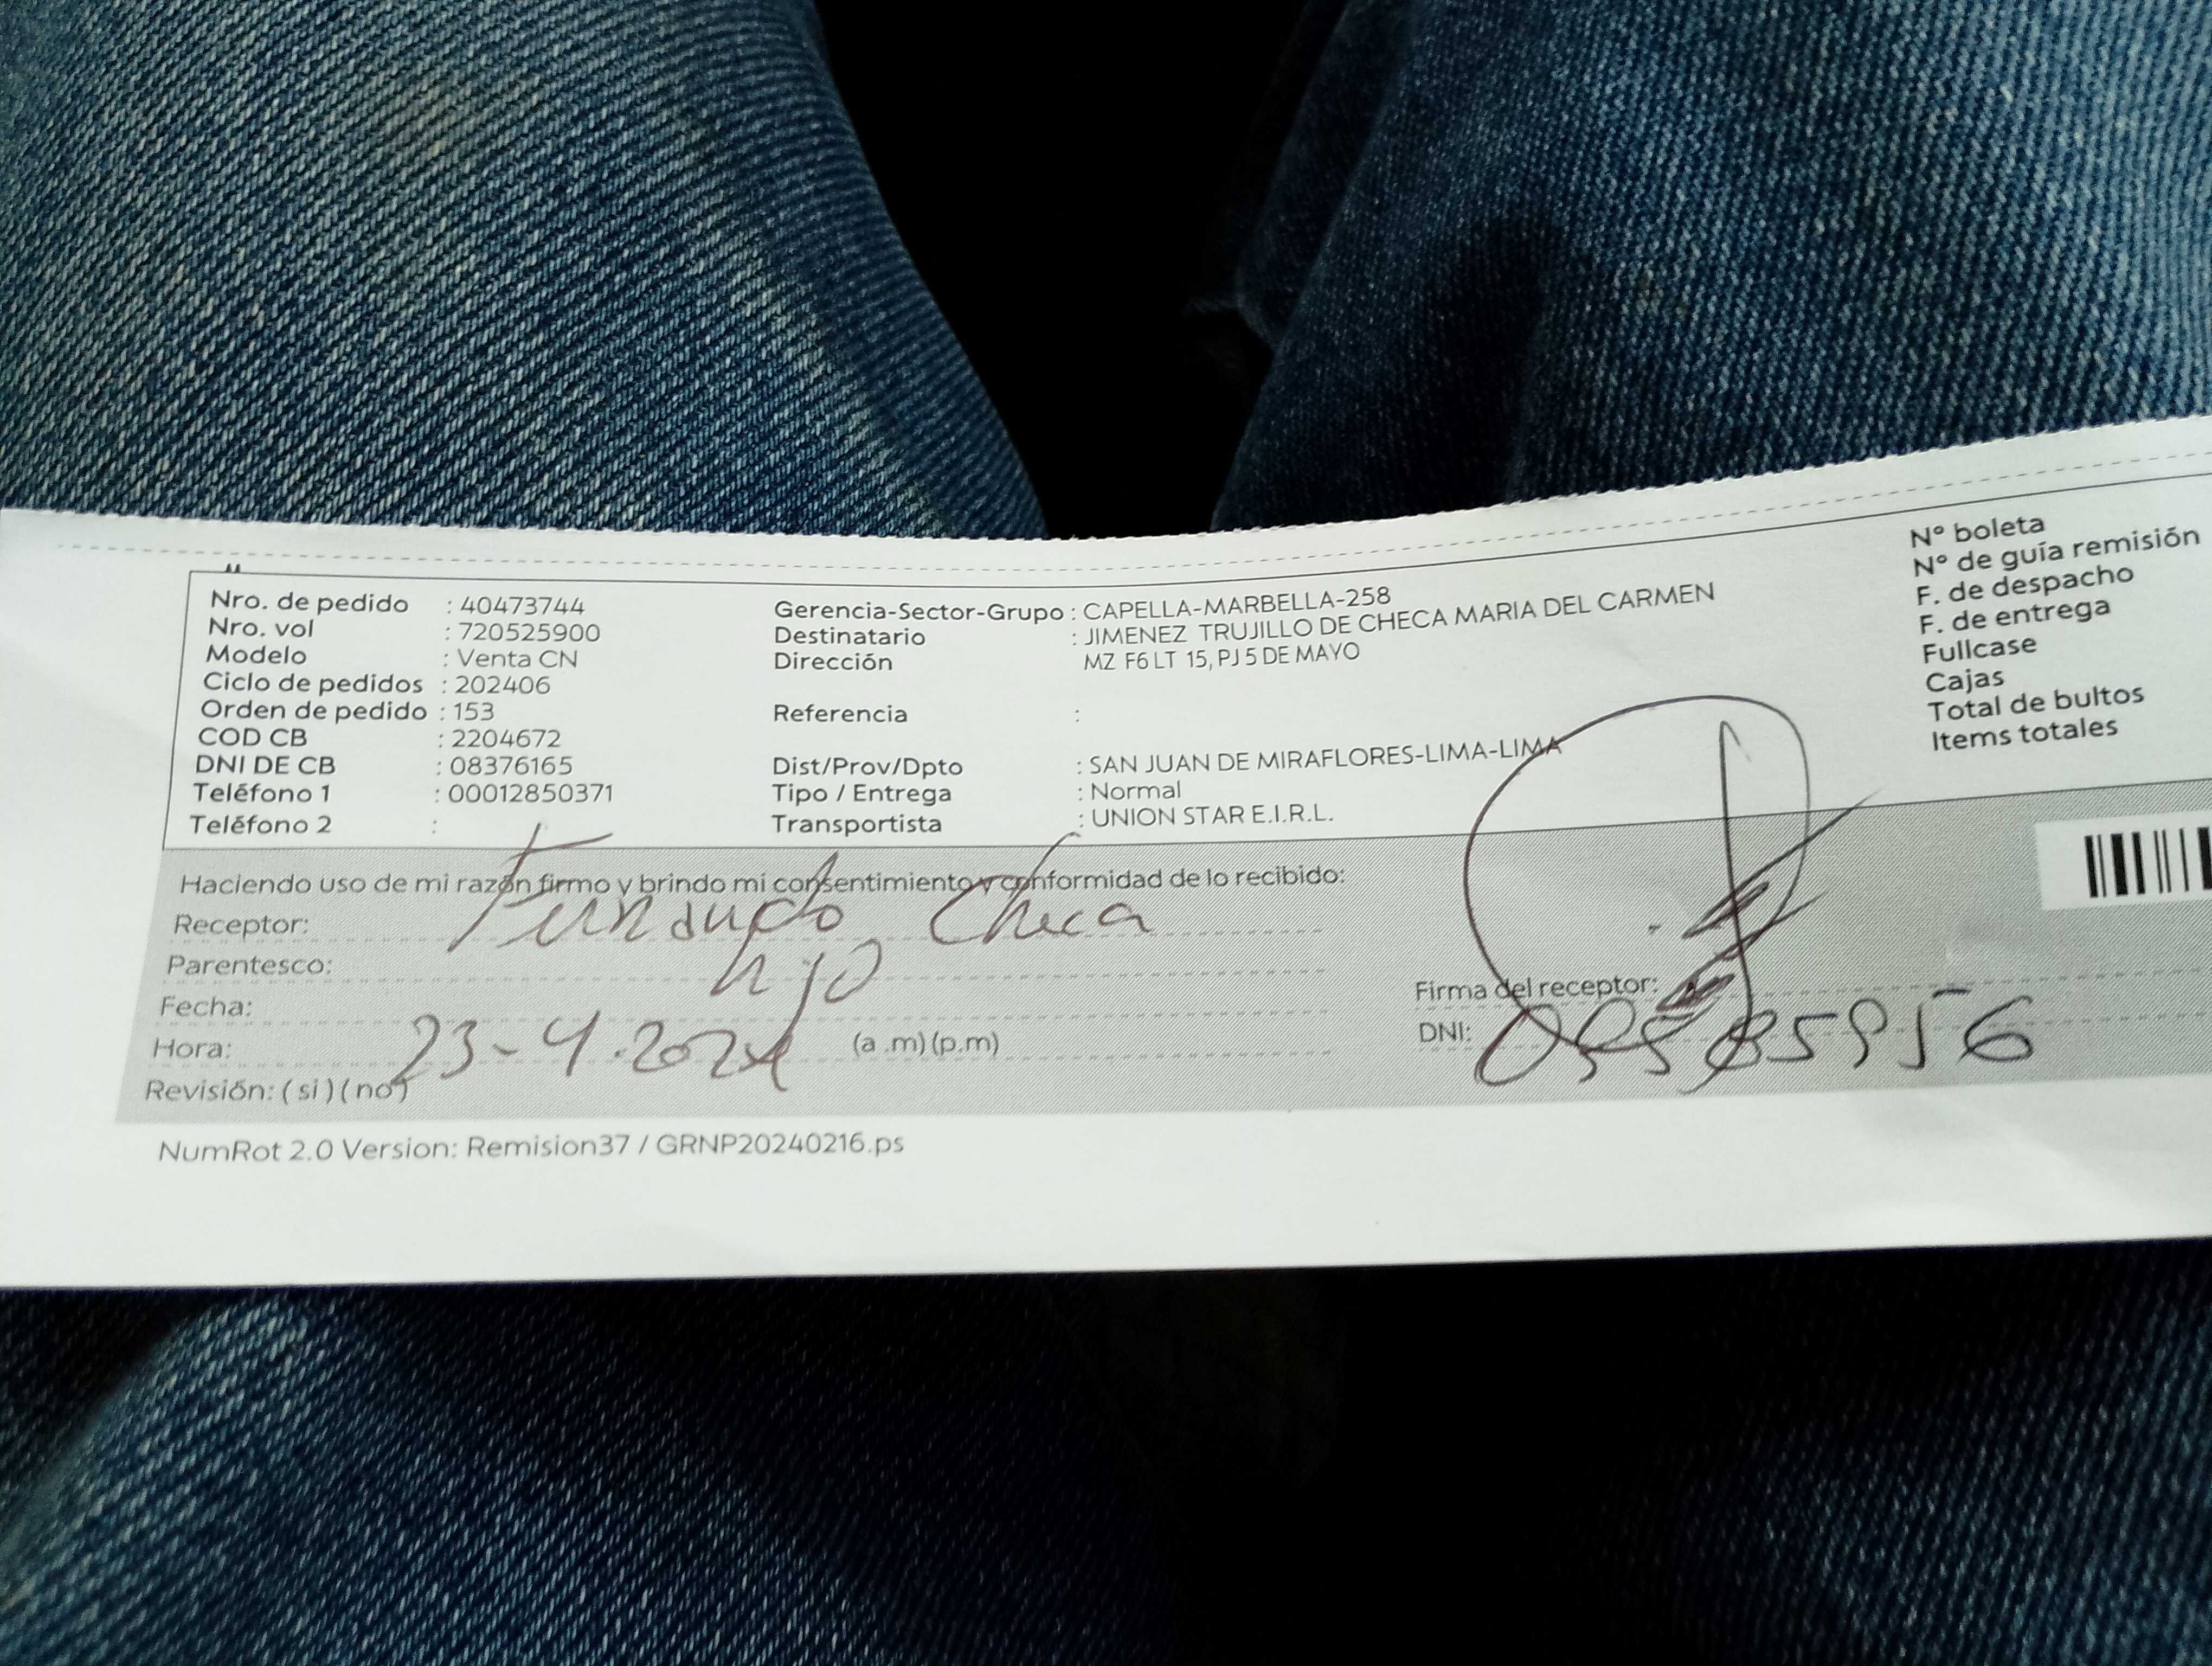 Nro. de pedido : 40473744
Nro. vol : 720525900
Modelo : Venta CN
Ciclo de pedidos : 202406
Orden de pedido : 153
COD CB : 2204672
DNI DE CB : 08376165
Teléfono 1 : 00012850371
Teléfono 2 :
Gerencia-Sector-Grupo : CAPELLA-MARBELLA-258
Destinatario : JIMENEZ TRUJILLO DE CHECA MARIA DEL CARMEN
Dirección MZ F6 LT 15, PJ 5 DE MAYO
Referencia :
Dist/Prov/Dpto : SAN JUAN DE MIRAFLORES-LIMA-LIMA
Tipo / Entrega : Normal
Transportista : UNION STAR E.I.R.L.
N° boleta
N° de guía remisión
F. de despacho
F. de entrega
Fullcase
Cajas
Total de bultos
Items totales
Haciendo uso de mi razón firmo y brindo mi consentimiento y conformidad de lo recibido:
Receptor: Fernando Checa
Parentesco: hijo
Fecha: 23-4.2024
Hora: (a .m) (p.m)
Revisión: ( si ) ( no )
Firma del receptor:
DNI:
NumRot 2.0 Version: Remision37 / GRNP20240216.ps